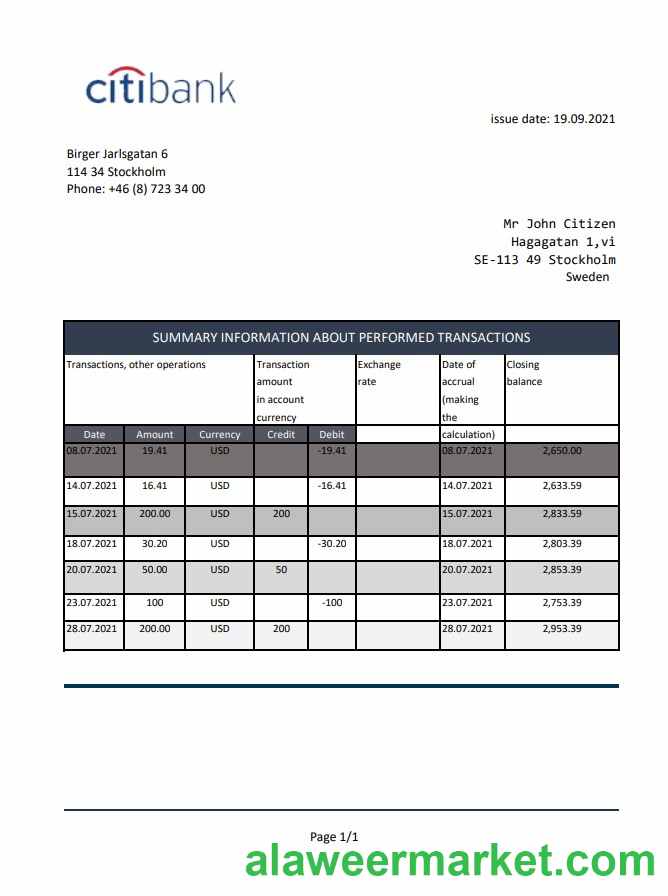 citibank
issue date: 19.09.2021
Birger Jarlsgatan 6
114 34 Stockholm
Phone: +46 (8) 723 34 00
Mr John Citizen
Hagagatan 1,vi
SE-113 49 Stockholm
Sweden
SUMMARY INFORMATION ABOUT PERFORMED TRANSACTIONS
Transactions, other operations
Transaction
amount
in account
currency
Exchange
rate
Date of
accrual
(making
the
calculation)
Closing
balance
Date Amount Currency Credit Debit
08.07.2021 19.41 USD -19.41 08.07.2021 2,650.00
14.07.2021 16.41 USD -16.41 14.07.2021 2,633.59
15.07.2021 200.00 USD 200 15.07.2021 2,833.59
18.07.2021 30.20 USD -30.20 18.07.2021 2,803.39
20.07.2021 50.00 USD 50 20.07.2021 2,853.39
23.07.2021 100 USD -100 23.07.2021 2,753.39
28.07.2021 200.00 USD 200 28.07.2021 2,953.39
Page 1/1
alaweermarket.com